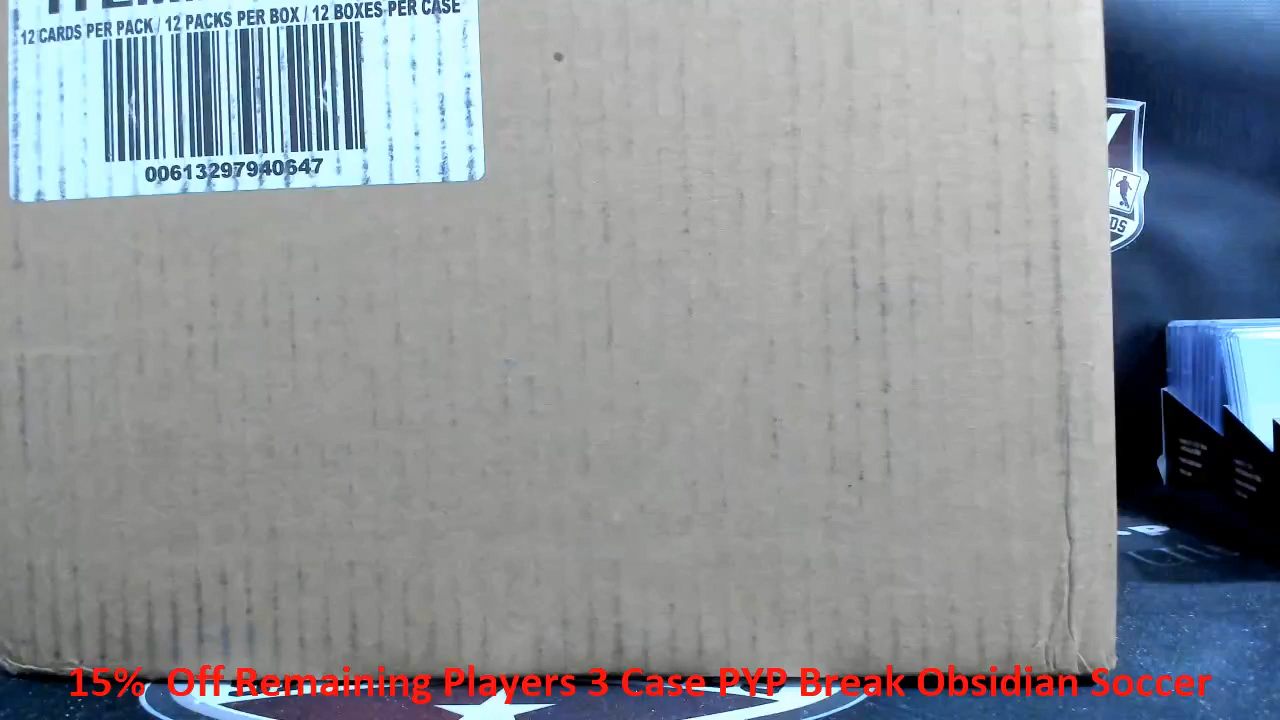 12 CARDS PER PACK / 12 PACKS PER BOX / 12 BOXES PER CASE
00613297940647
DS
15% Off Remaining Players 3 Case PYP Break Obsidian Soccer